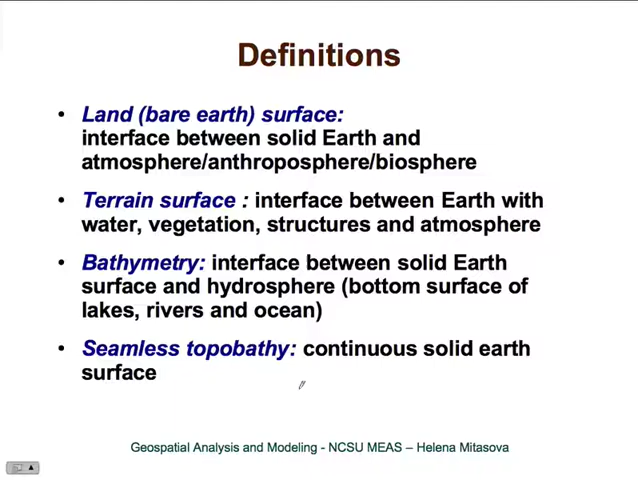 Definitions
• Land (bare earth) surface:
interface between solid Earth and
atmosphere/anthroposphere/biosphere
• Terrain surface : interface between Earth with
water, vegetation, structures and atmosphere
• Bathymetry: interface between solid Earth
surface and hydrosphere (bottom surface of
lakes, rivers and ocean)
• Seamless topobathy: continuous solid earth
surface
Geospatial Analysis and Modeling - NCSU MEAS – Helena Mitasova